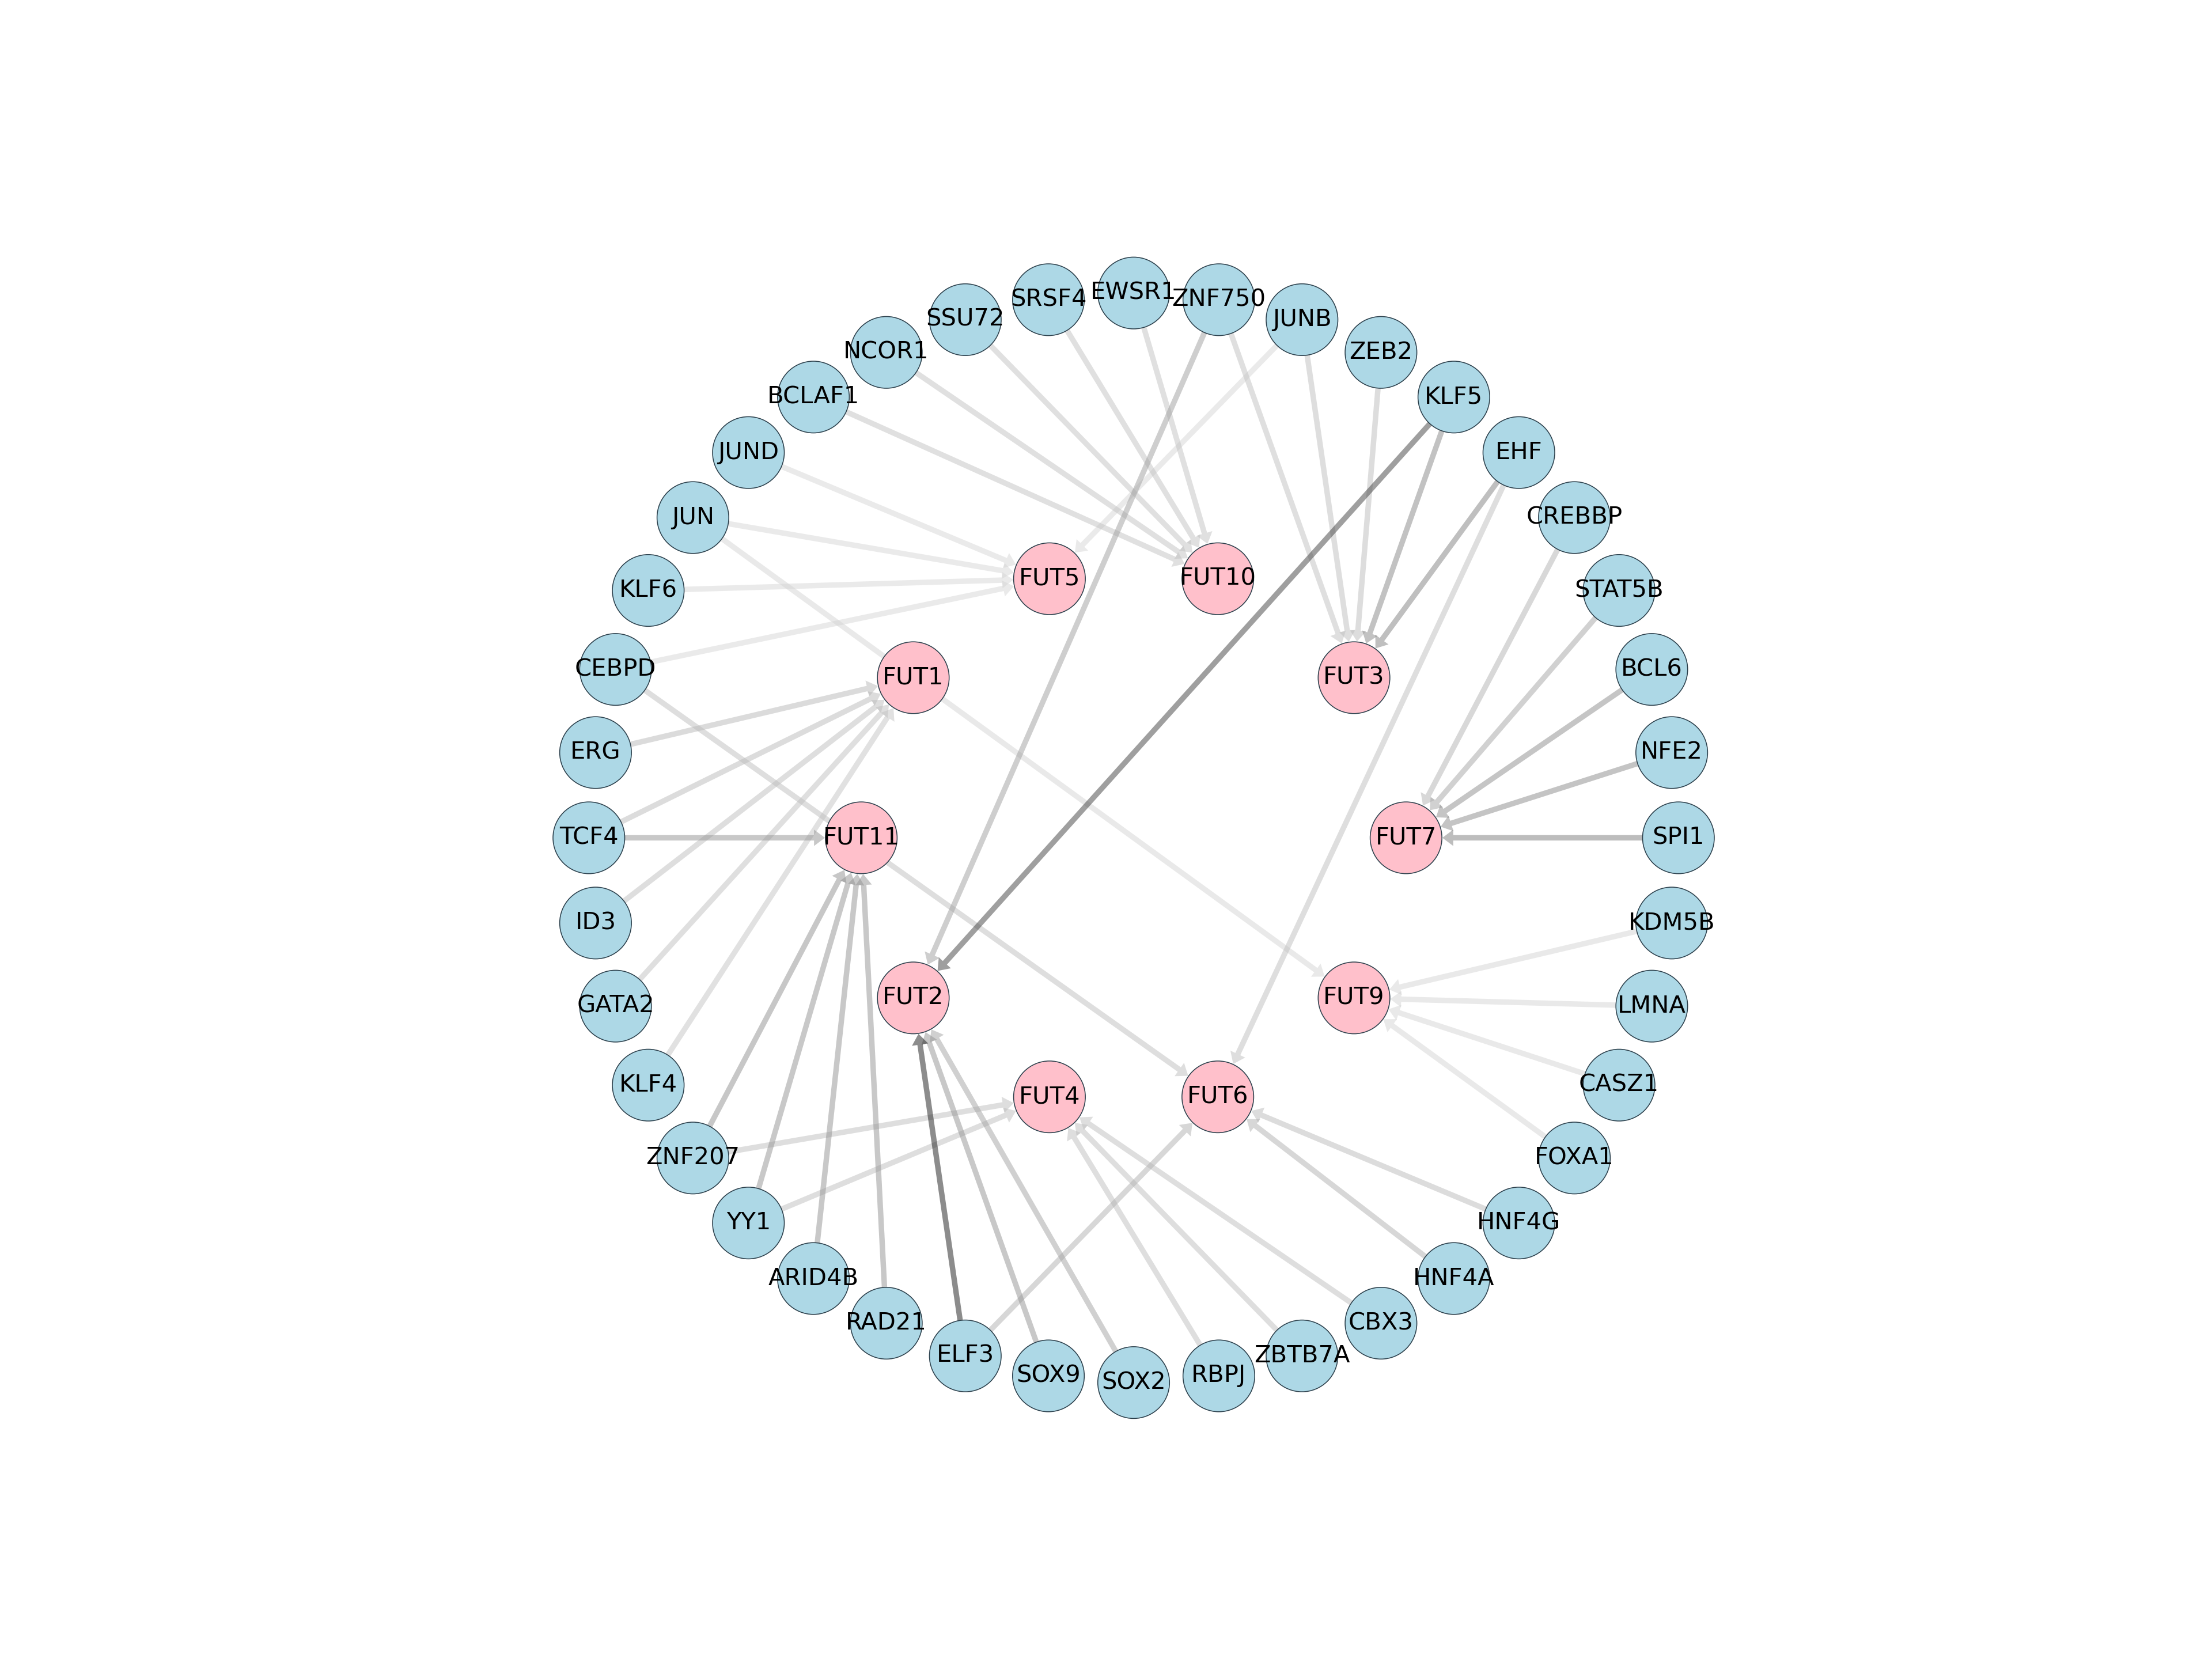 EWSR1
SRSF4
ZNF750
SSU72
JUNB
NCOR1
ZEB2
BCLAF1
KLF5
JUND
EHF
JUN
CREBBP
FUT5
FUT10
KLF6
STAT5B
CEBPD
FUT1
FUT3
BCL6
ERG
NFE2
TCF4
FUT11
FUT7
SPI1
ID3
KDM5B
GATA2
FUT2
FUT9
LMNA
KLF4
FUT4
FUT6
CASZ1
ZNF207
FOXA1
YY1
HNF4G
ARID4B
HNF4A
RAD21
CBX3
ELF3
ZBTB7A
SOX9
RBPJ
SOX2